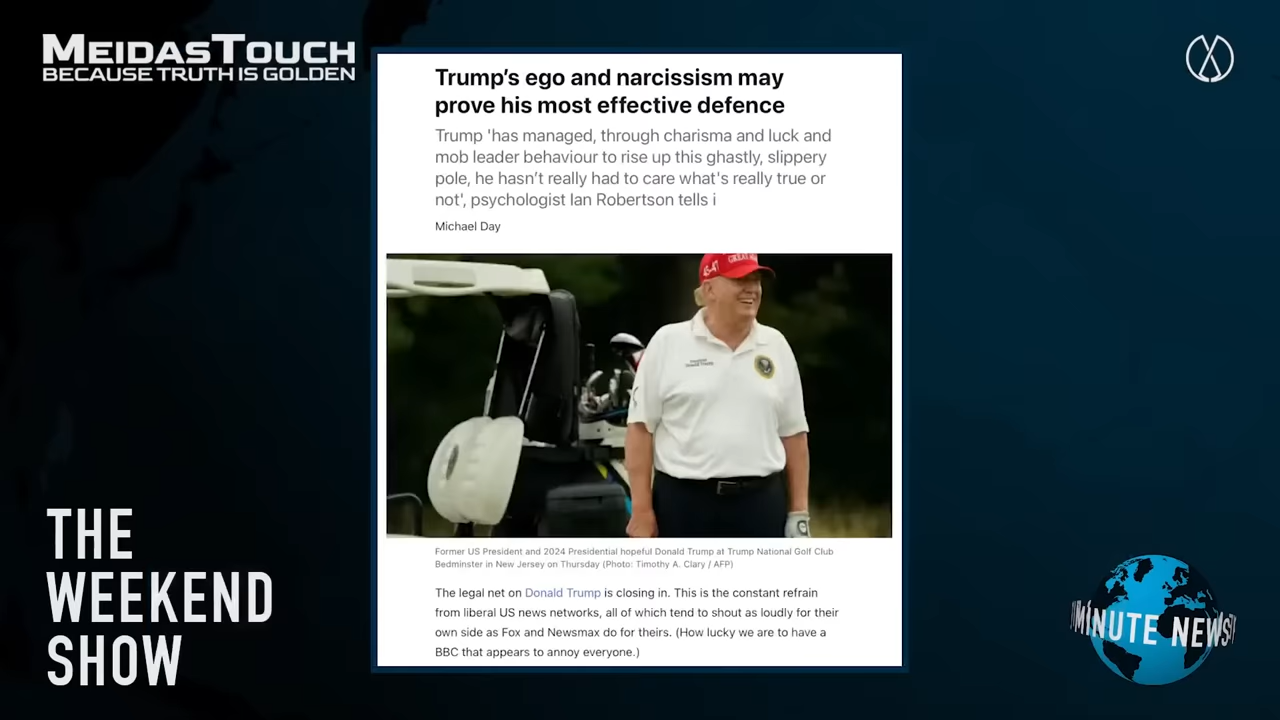 MEIDASTOUCH
BECAUSE TRUTH IS GOLDEN
Trump's ego and narcissism may
prove his most effective defence
Trump 'has managed, through charisma and luck and
mob leader behaviour to rise up this ghastly, slippery
pole, he hasn't really had to care what's really true or
not', psychologist Ian Robertson tells i
Michael Day
45-47
GREAT
Former US President and 2024 Presidential hopeful Donald Trump at Trump National Golf Club
Bedminster in New Jersey on Thursday (Photo: Timothy A. Clary / AFP)
The legal net on Donald Trump is closing in. This is the constant refrain
from liberal US news networks, all of which tend to shout as loudly for their
own side as Fox and Newsmax do for theirs. (How lucky we are to have a
BBC that appears to annoy everyone.)
THE
WEEKEND
SHOW
MINUTE NEWS